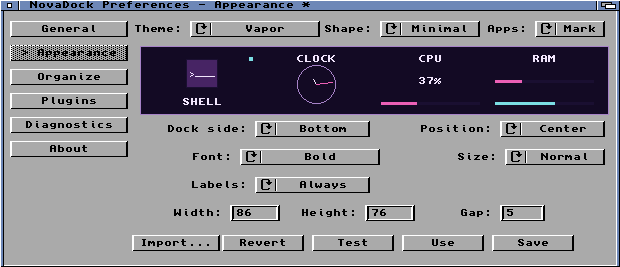 NovaDock Preferences - Appearance *
General Theme: Vapor Shape: Minimal Apps: Mark
> Appearance
Organize
Plugins
Diagnostics
About
CLOCK CPU RAM
>___ 37%
SHELL
Dock side: Bottom Position: Center
Font: Bold Size: Normal
Labels: Always
Width: 86 Height: 76 Gap: 5
Import... Revert Test Use Save